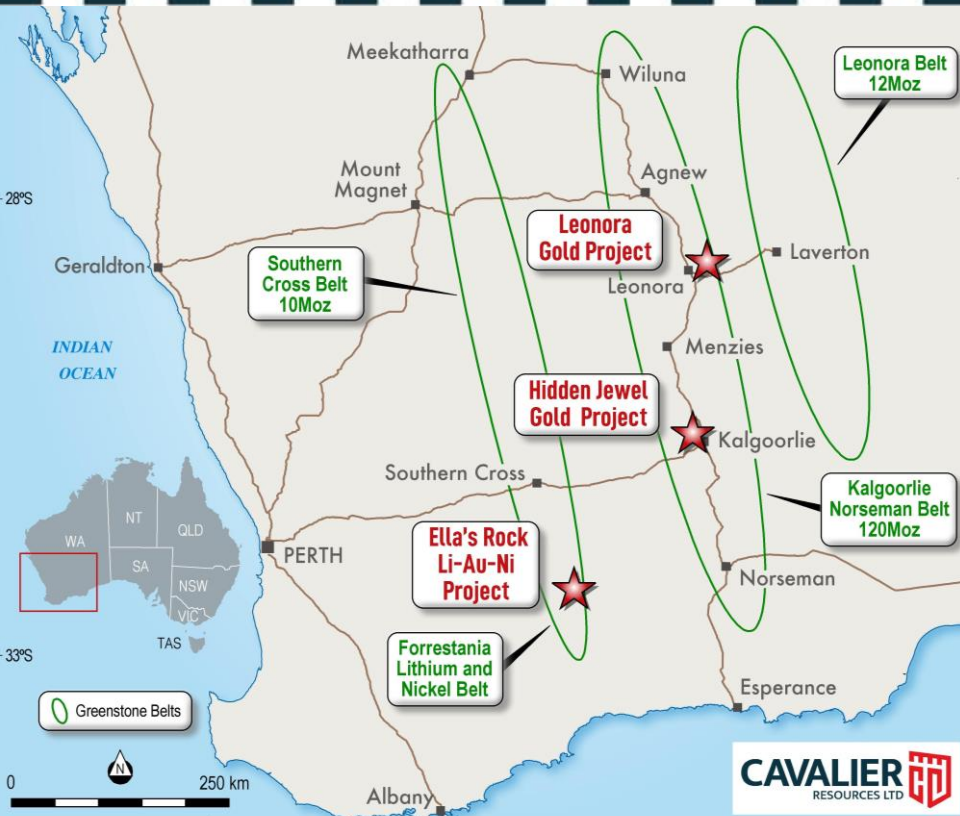 Meekatharra
Wiluna
Leonora Belt
12Moz
Mount
Magnet
Agnew
28ºS
Leonora
Gold Project
Geraldton
Southern
Cross Belt
10Moz
Laverton
Leonora
INDIAN
OCEAN
Menzies
Hidden Jewel
Gold Project
Kalgoorlie
Southern Cross
Kalgoorlie
Norseman Belt
120Moz
NT
QLD
WA
SA
NSW
VIC
TAS
PERTH
Ella's Rock
Li-Au-Ni
Project
Norseman
33ºS
Forrestania
Lithium and
Nickel Belt
Greenstone Belts
Esperance
N
0
250 km
Albany
CAVALIER
RESOURCES LTD